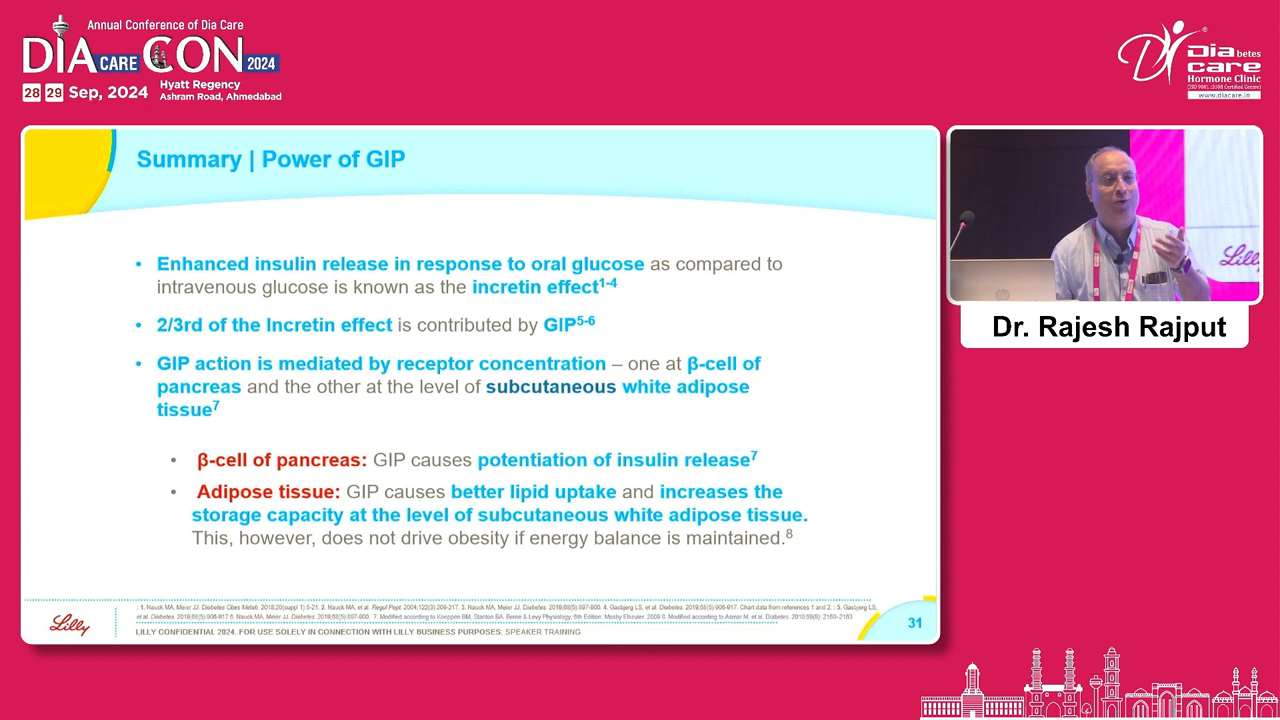 Annual Conference of Dia Care
DIA CARE CON 2024
28 29 Sep, 2024
Hyatt Regency
Ashram Road, Ahmedabad
Diabetes
care
Hormone Clinic
www.diacare.in
Summary | Power of GIP
• Enhanced insulin release in response to oral glucose as compared to
intravenous glucose is known as the incretin effect1-4
• 2/3rd of the Incretin effect is contributed by GIP5-6
• GIP action is mediated by receptor concentration – one at β-cell of
pancreas and the other at the level of subcutaneous white adipose
tissue7
• β-cell of pancreas: GIP causes potentiation of insulin release7
• Adipose tissue: GIP causes better lipid uptake and increases the
storage capacity at the level of subcutaneous white adipose tissue.
This, however, does not drive obesity if energy balance is maintained.8
Lilly
LILLY CONFIDENTIAL 2024. FOR USE SOLELY IN CONNECTION WITH LILLY BUSINESS PURPOSES: SPEAKER TRAINING
31
Lilly
Dr. Rajesh Rajput